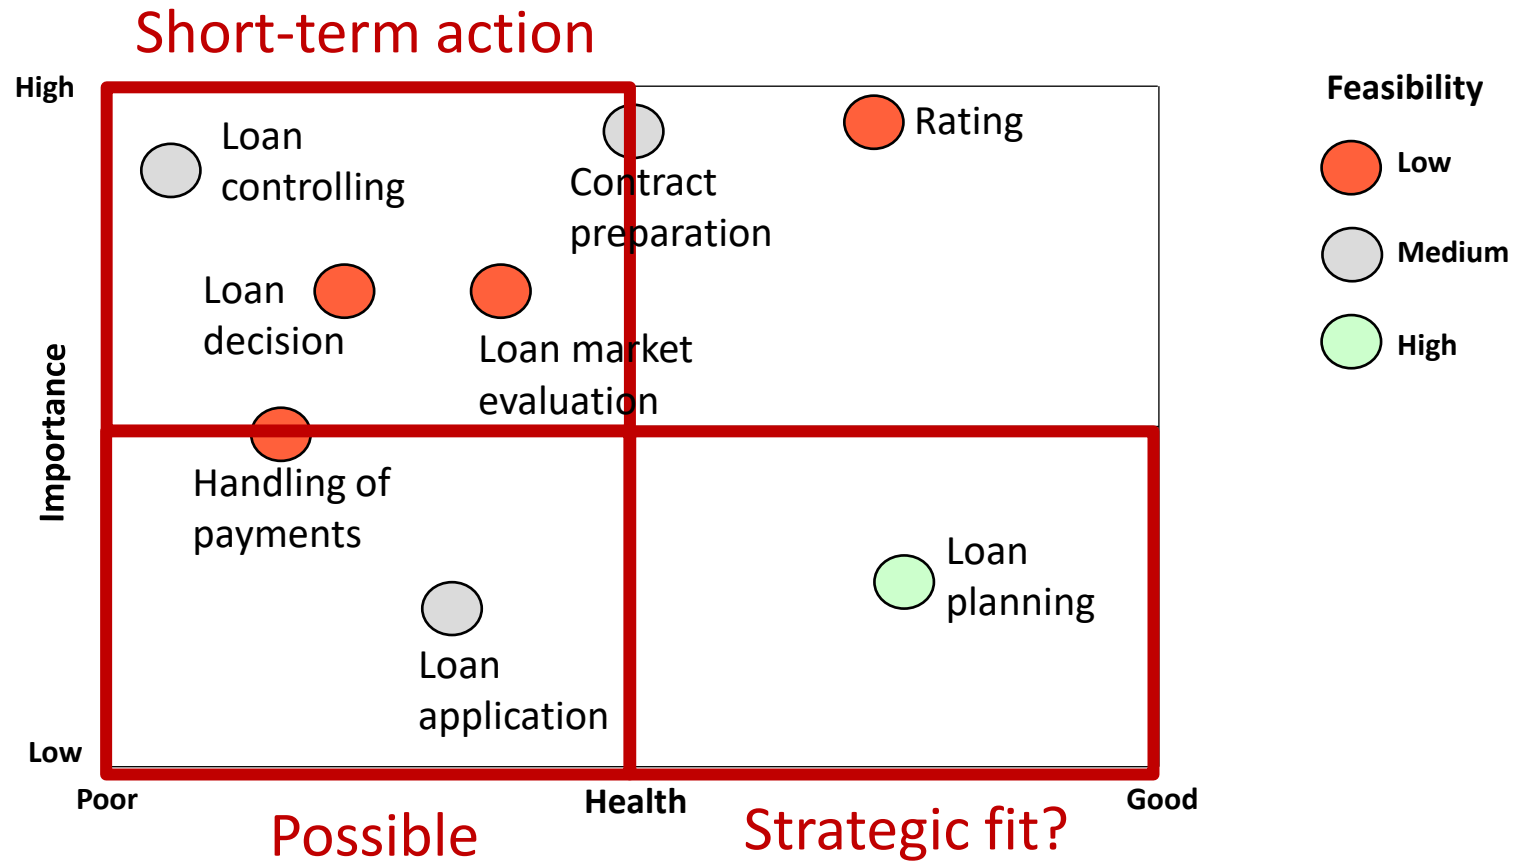 Short-term action
High
Feasibility
Loan
controlling
Rating
Low
Contract
preparation
Medium
Loan
decision
Loan market
evaluation
High
Importance
Handling of
payments
Loan
planning
Loan
application
Low
Poor
Health
Good
Possible
Strategic fit?